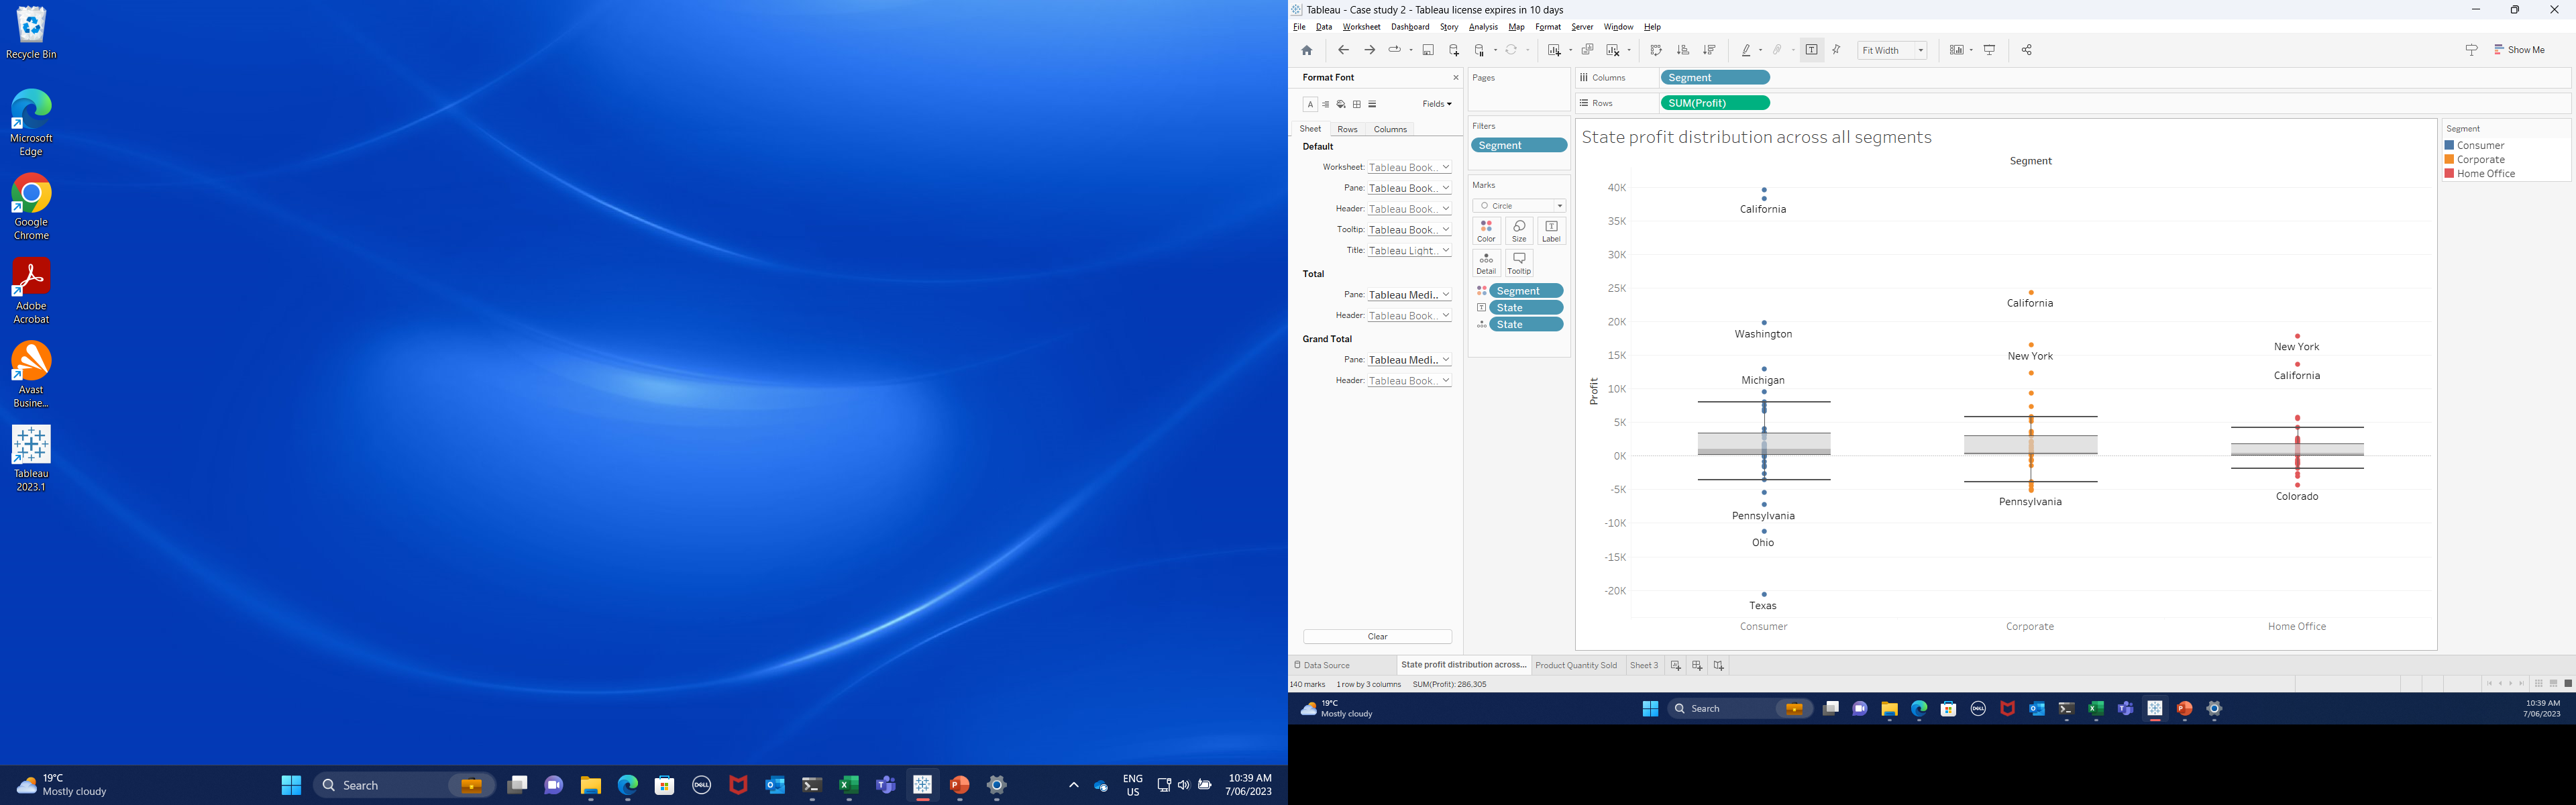 Recycle Bin
Microsoft
Edge
Google
Chrome
Adobe
Acrobat
Avast
Busine...
Tableau
2023.1
19°C
Mostly cloudy
Search
ENG
US
10:39 AM
7/06/2023
Tableau - Case study 2 - Tableau license expires in 10 days
File Data Worksheet Dashboard Story Analysis Map Format Server Window Help
Fit Width
Show Me
Format Font
Fields
Sheet Rows Columns
Default
Worksheet: Tableau Book..
Pane: Tableau Book..
Header: Tableau Book..
Tooltip: Tableau Book..
Title: Tableau Light..
Total
Pane: Tableau Medi..
Header: Tableau Book..
Grand Total
Pane: Tableau Medi..
Header: Tableau Book..
Clear
Pages
Filters
Segment
Marks
Circle
Color Size Label
Detail Tooltip
Segment
State
State
Columns Segment
Rows SUM(Profit)
State profit distribution across all segments
Segment
Profit
40K
35K
30K
25K
20K
15K
10K
5K
0K
-5K
-10K
-15K
-20K
California
Washington
Michigan
Pennsylvania
Ohio
Texas
Consumer
California
New York
Pennsylvania
Corporate
New York
California
Colorado
Home Office
Segment
Consumer
Corporate
Home Office
Data Source State profit distribution across... Product Quantity Sold Sheet 3
140 marks 1 row by 3 columns SUM(Profit): 286,305
19°C
Mostly cloudy
Search
DELL
10:39 AM
7/06/2023